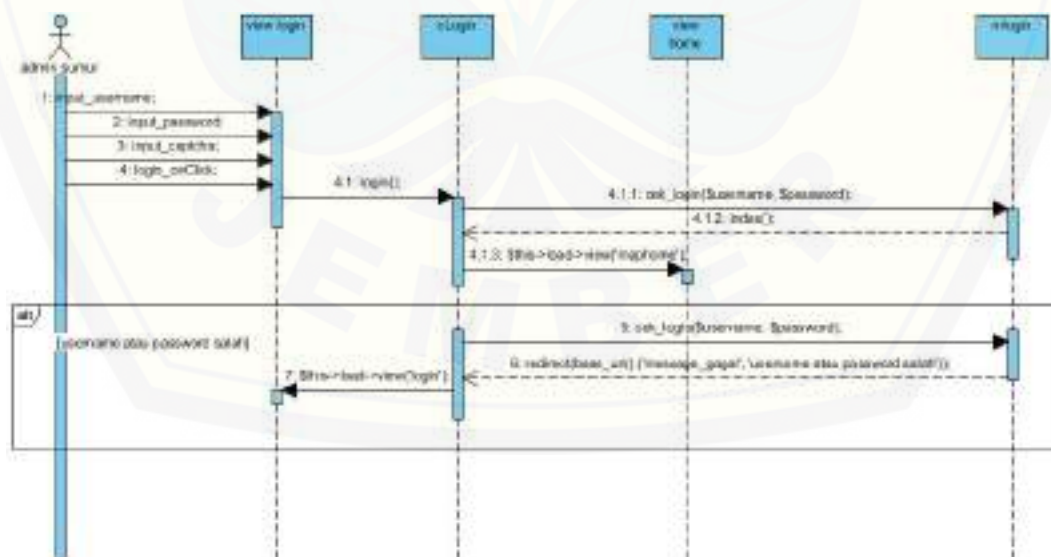 view login
cLogin
view
home
mlogin
admin sumur
1: input_username;
2: input_password
3: input_captcha;
4: login_onClick;
4.1: login();
4.1.1: cek_login($username, $password);
4.1.2: index();
4.1.3: $this->load->view('maphome');
alt
[username atau password salah]
5: cek_login($username, $password);
6: redirect(base_url() ('message_gagal', 'username atau password salah'));
7: $this->load->view('login');
JEMBER